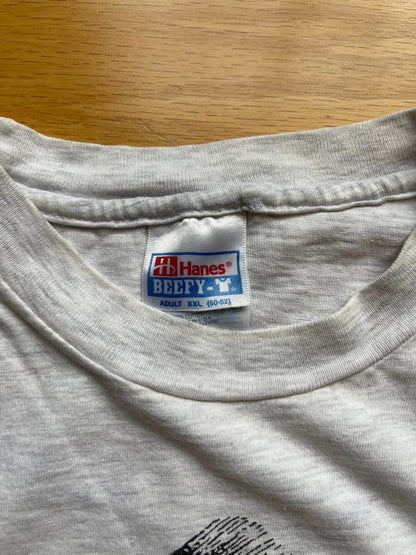 Hanes®
BEEFY-T
ADULT XXL (50-52)